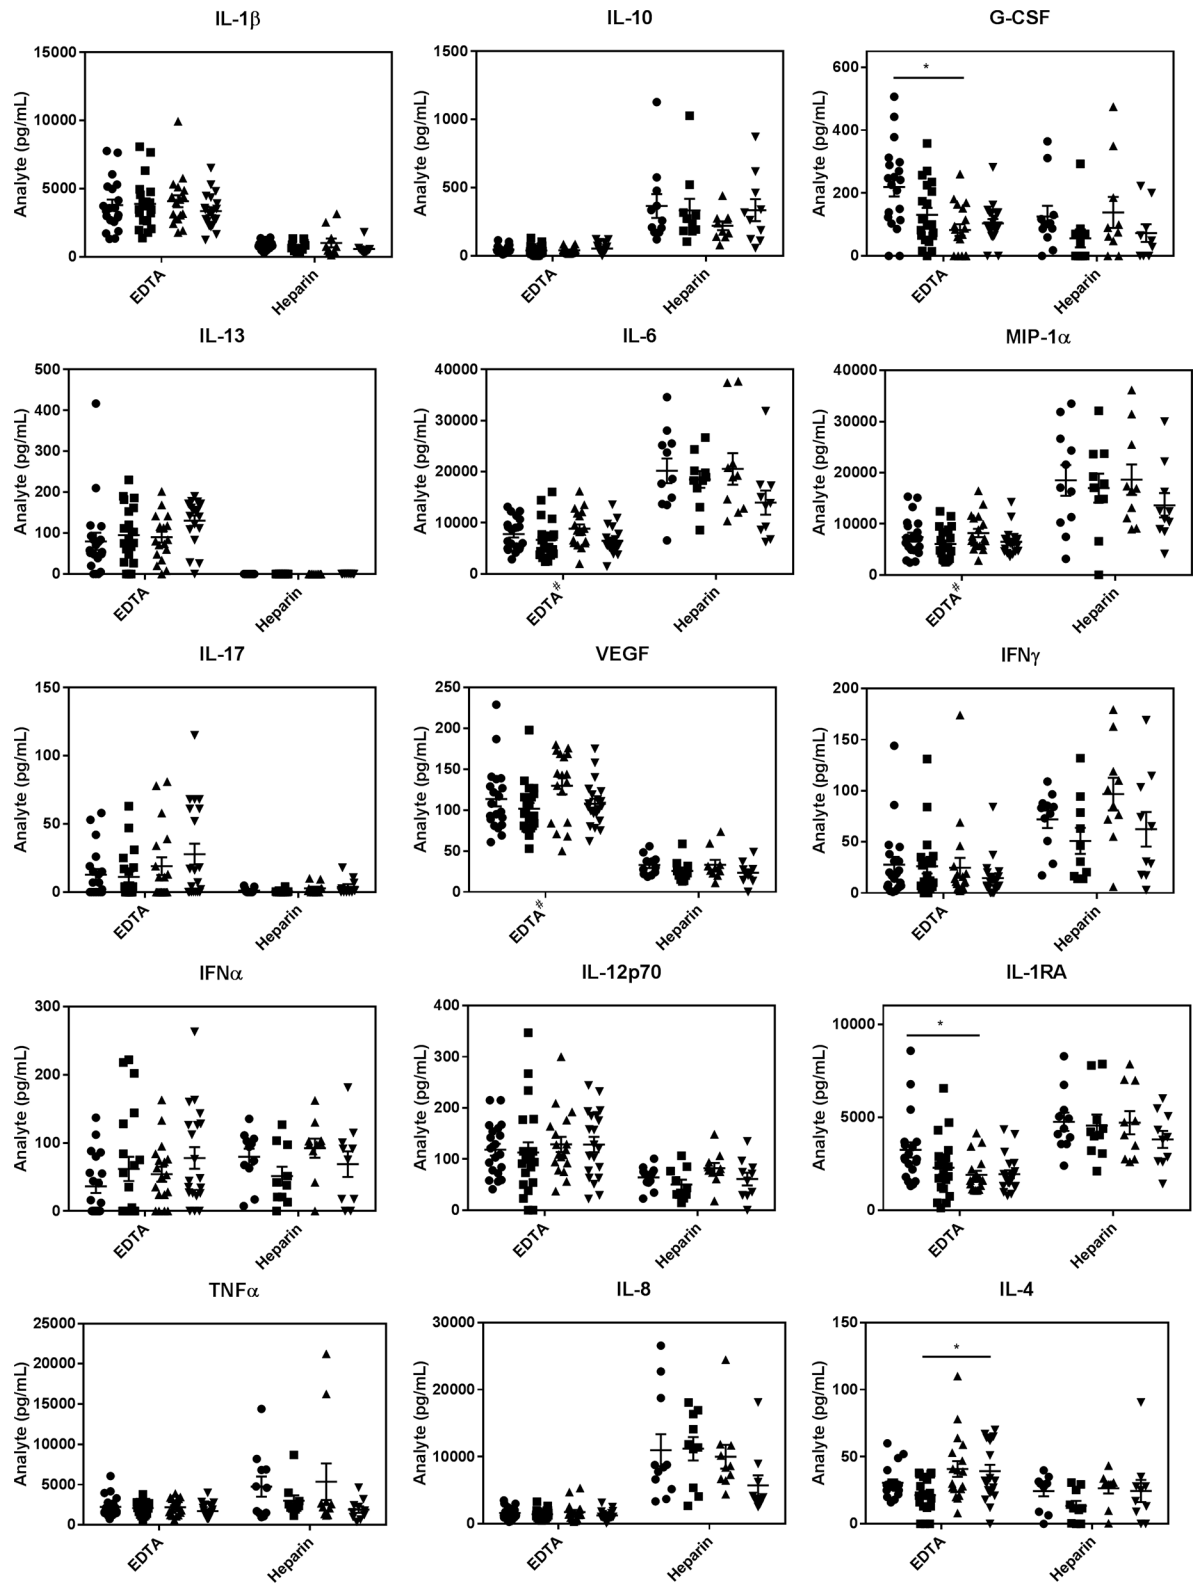 IL-1β
IL-10
G-CSF
Analyte (pg/mL)
15000
10000
5000
0
EDTA
Heparin
Analyte (pg/mL)
1500
1000
500
0
EDTA
Heparin
Analyte (pg/mL)
600
400
200
0
*
EDTA
Heparin
IL-13
IL-6
MIP-1α
Analyte (pg/mL)
500
400
300
200
100
0
EDTA
Heparin
Analyte (pg/mL)
40000
30000
20000
10000
0
EDTA#
Heparin
Analyte (pg/mL)
40000
30000
20000
10000
0
EDTA#
Heparin
IL-17
VEGF
IFNγ
Analyte (pg/mL)
150
100
50
0
EDTA
Heparin
Analyte (pg/mL)
250
200
150
100
50
0
EDTA#
Heparin
Analyte (pg/mL)
200
150
100
50
0
EDTA
Heparin
IFNα
IL-12p70
IL-1RA
Analyte (pg/mL)
300
200
100
0
EDTA
Heparin
Analyte (pg/mL)
400
300
200
100
0
EDTA
Heparin
Analyte (pg/mL)
10000
5000
0
*
EDTA
Heparin
TNFα
IL-8
IL-4
Analyte (pg/mL)
25000
20000
15000
10000
5000
0
EDTA
Heparin
Analyte (pg/mL)
30000
20000
10000
0
EDTA
Heparin
Analyte (pg/mL)
150
100
50
0
*
EDTA
Heparin